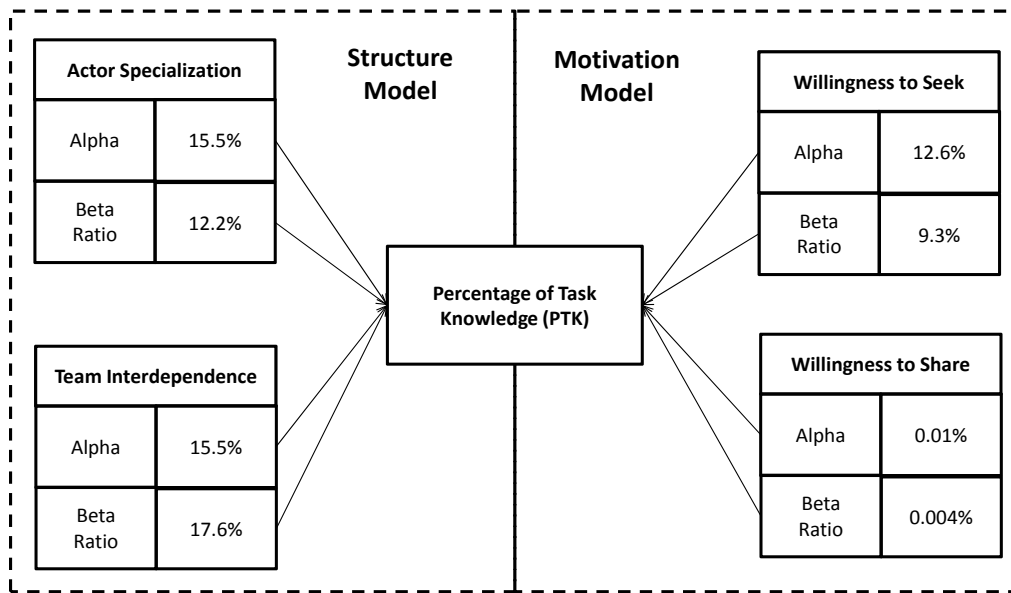 Structure
Model
Motivation
Model
Actor Specialization
Alpha
15.5%
Beta
Ratio
12.2%
Team Interdependence
Alpha
15.5%
Beta
Ratio
17.6%
Percentage of Task
Knowledge (PTK)
Willingness to Seek
Alpha
12.6%
Beta
Ratio
9.3%
Willingness to Share
Alpha
0.01%
Beta
Ratio
0.004%